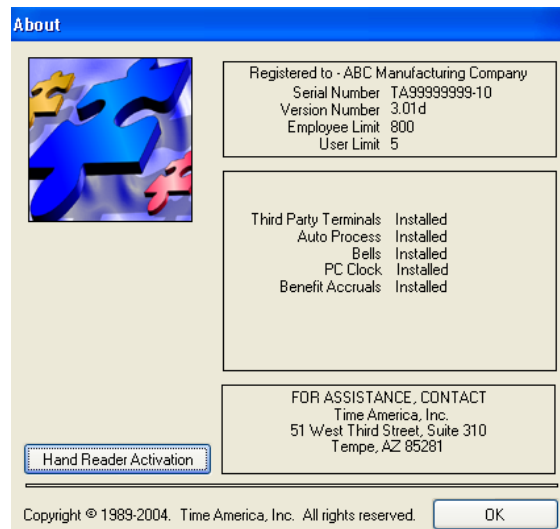 About
Registered to - ABC Manufacturing Company
Serial Number TA99999999-10
Version Number 3.01d
Employee Limit 800
User Limit 5
Third Party Terminals Installed
Auto Process Installed
Bells Installed
PC Clock Installed
Benefit Accruals Installed
FOR ASSISTANCE, CONTACT
Time America, Inc.
51 West Third Street, Suite 310
Tempe, AZ 85281
Hand Reader Activation
Copyright © 1989-2004. Time America, Inc. All rights reserved.
OK